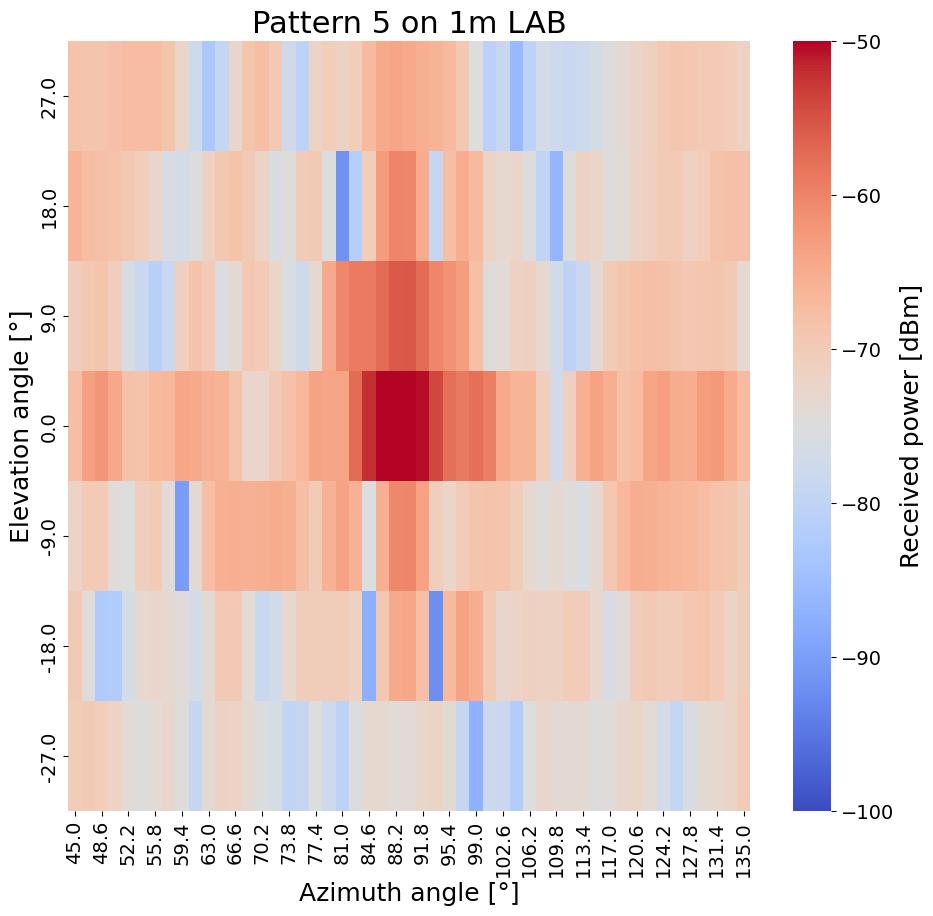 Pattern 5 on 1m LAB
Elevation angle [°]
27.0
18.0
9.0
0.0
-9.0
-18.0
-27.0
45.0 48.6 52.2 55.8 59.4 63.0 66.6 70.2 73.8 77.4 81.0 84.6 88.2 91.8 95.4 99.0 102.6 106.2 109.8 113.4 117.0 120.6 124.2 127.8 131.4 135.0
Azimuth angle [°]
−50
−60
−70
−80
−90
−100
Received power [dBm]